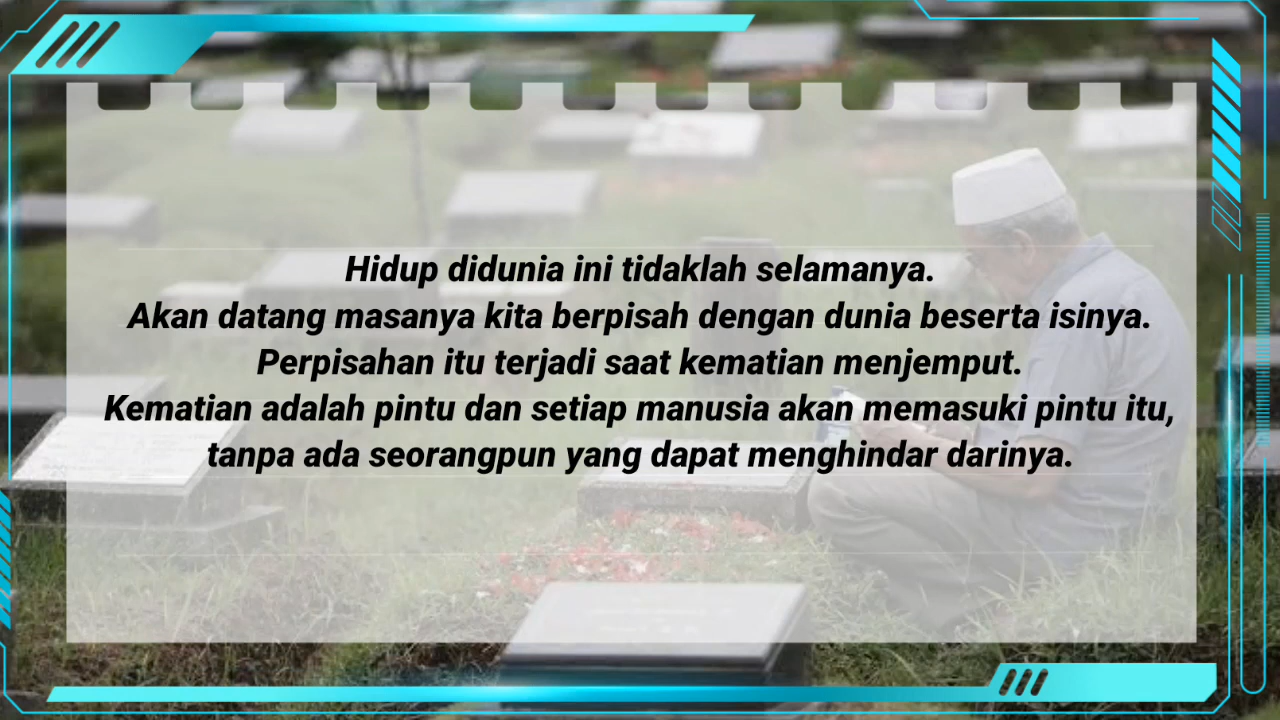 Hidup didunia ini tidaklah selamanya.
Akan datang masanya kita berpisah dengan dunia beserta isinya.
Perpisahan itu terjadi saat kematian menjemput.
Kematian adalah pintu dan setiap manusia akan memasuki pintu itu,
tanpa ada seorangpun yang dapat menghindar darinya.